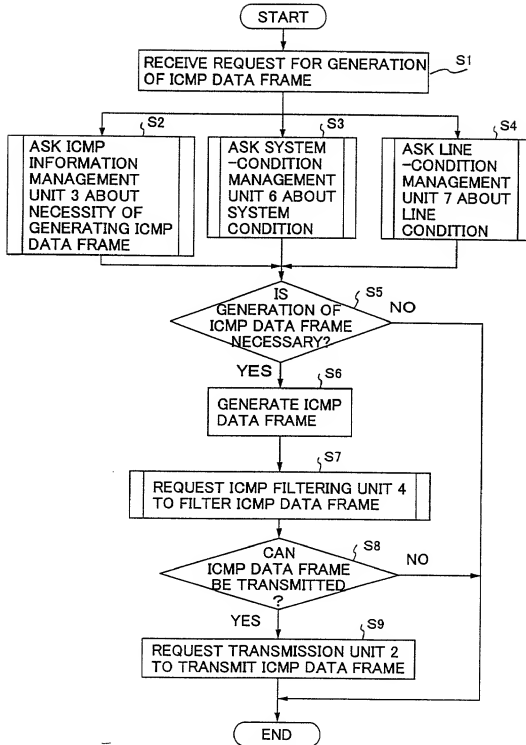 START
S1
RECEIVE REQUEST FOR GENERATION
OF ICMP DATA FRAME
S2
ASK ICMP
INFORMATION
MANAGEMENT
UNIT 3 ABOUT
NECESSITY OF
GENERATING ICMP
DATA FRAME
S3
ASK SYSTEM
-CONDITION
MANAGEMENT
UNIT 6 ABOUT
SYSTEM
CONDITION
S4
ASK LINE
-CONDITION
MANAGEMENT
UNIT 7 ABOUT
LINE
CONDITION
S5
IS
GENERATION OF
ICMP DATA FRAME
NECESSARY?
NO
YES
S6
GENERATE ICMP
DATA FRAME
S7
REQUEST ICMP FILTERING UNIT 4
TO FILTER ICMP DATA FRAME
S8
CAN
ICMP DATA FRAME
BE TRANSMITTED
?
NO
YES
S9
REQUEST TRANSMISSION UNIT 2
TO TRANSMIT ICMP DATA FRAME
END